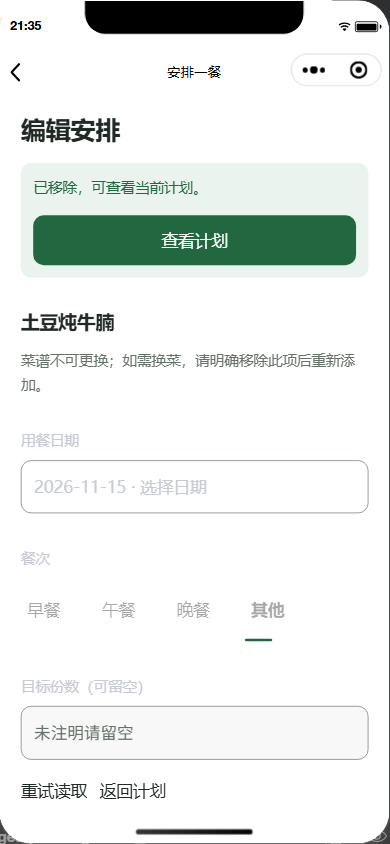 21:35
安排一餐
编辑安排
已移除，可查看当前计划。
查看计划
土豆炖牛腩
菜谱不可更换；如需换菜，请明确移除此项后重新添
加。
用餐日期
2026-11-15 · 选择日期
餐次
早餐 午餐 晚餐 其他
目标份数（可留空）
未注明请留空
重试读取 返回计划